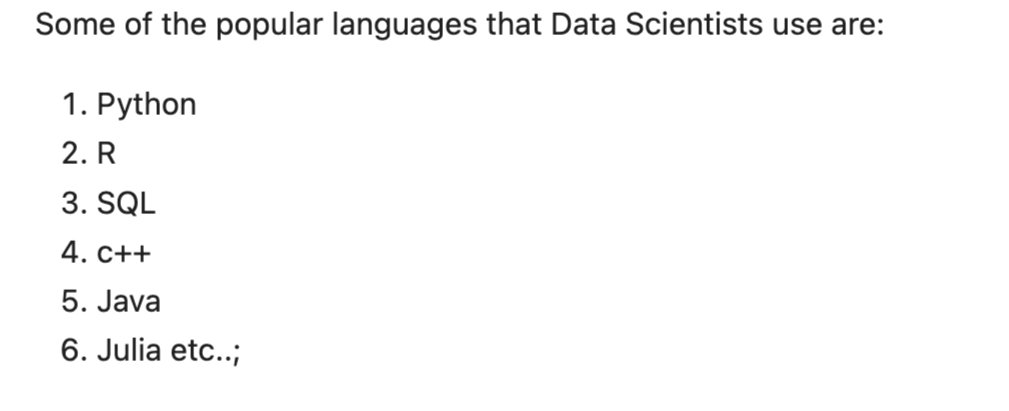 Some of the popular languages that Data Scientists use are:
1. Python
2. R
3. SQL
4. c++
5. Java
6. Julia etc..;